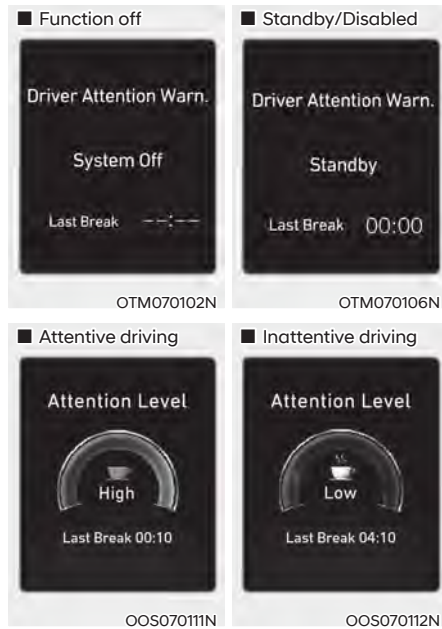 ■ Function off
Driver Attention Warn.
System Off
Last Break --:--
OTM070102N
■ Standby/Disabled
Driver Attention Warn.
Standby
Last Break 00:00
OTM070106N
■ Attentive driving
Attention Level
High
Last Break 00:10
OOS070111N
■ Inattentive driving
Attention Level
Low
Last Break 04:10
OOS070112N